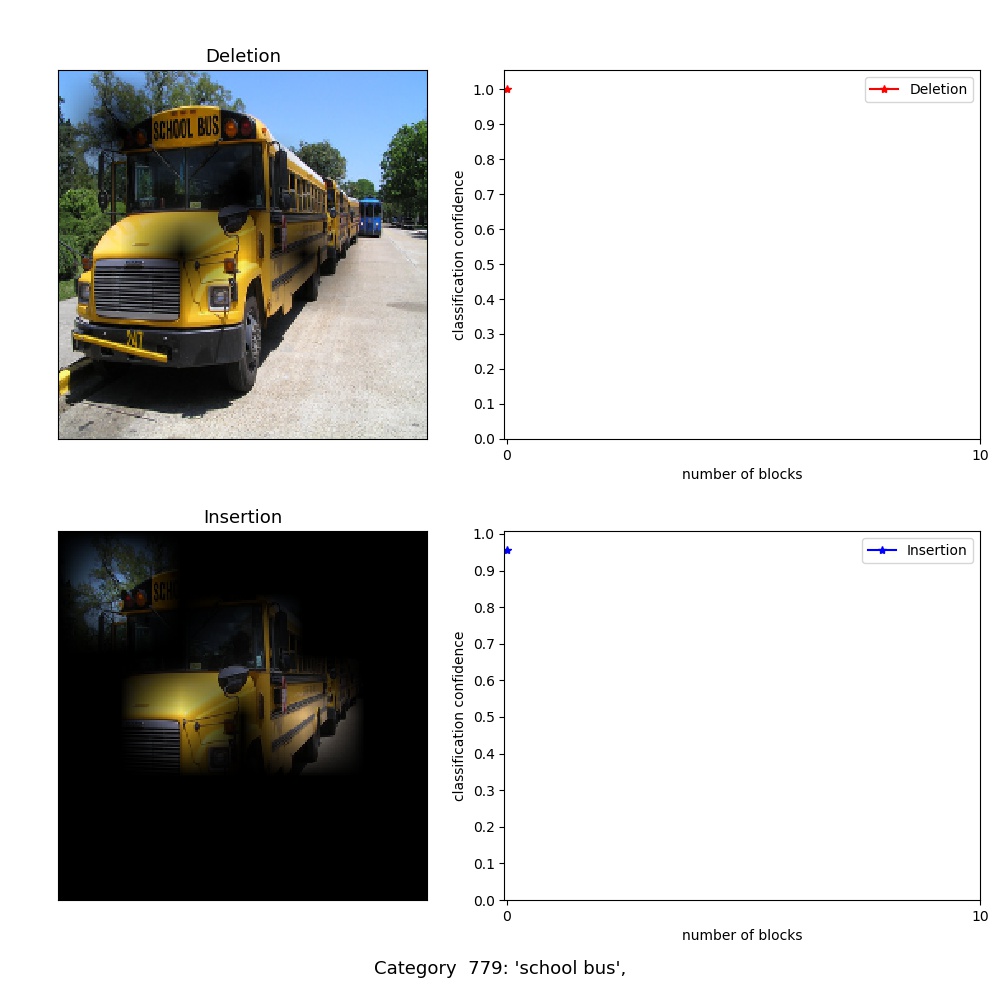 Deletion
SCHOOL BUS
Deletion
classification confidence
1.0
0.9
0.8
0.7
0.6
0.5
0.4
0.3
0.2
0.1
0.0
0
10
number of blocks
Insertion
SCH
Insertion
classification confidence
1.0
0.9
0.8
0.7
0.6
0.5
0.4
0.3
0.2
0.1
0.0
0
10
number of blocks
Category  779: 'school bus',